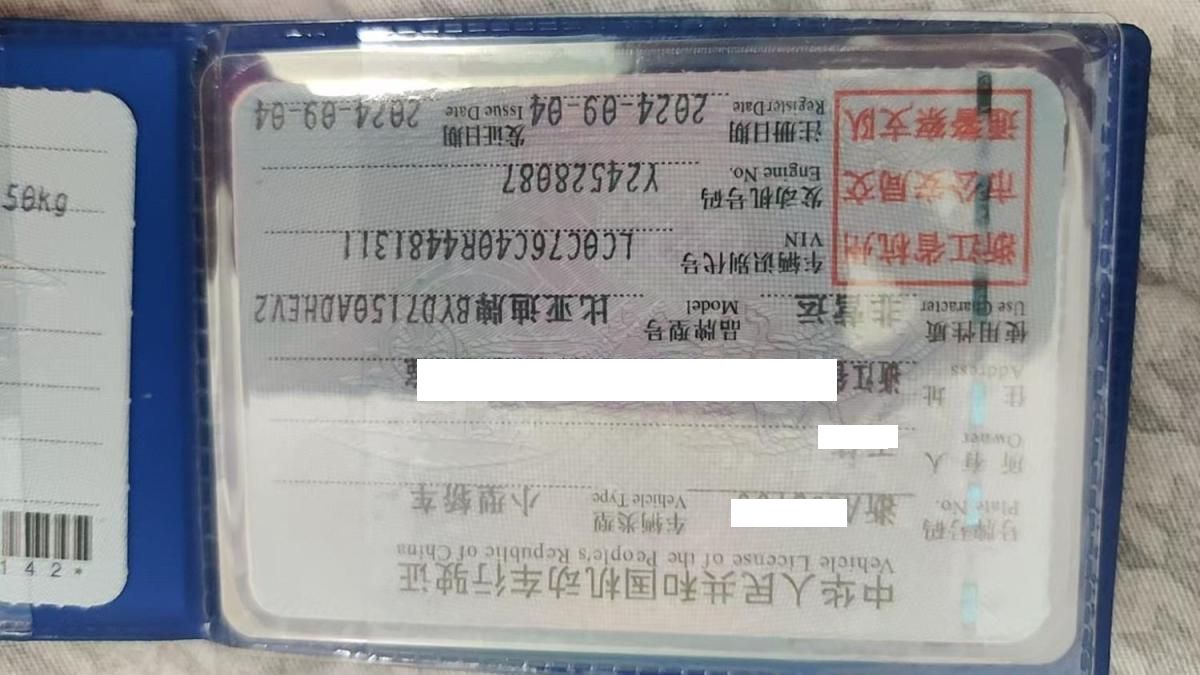 中华人民共和国机动车行驶证
Vehicle License of the People's Republic of China
号牌号码 浙A 车辆类型 小型轿车
Plate No. Vehicle Type
所有人
Owner
住址 浙江省
Address
使用性质 非营运 品牌型号 比亚迪牌BYD7150ADHEV2
Use Character Model
浙江省杭州
市公安局交
通警察支队
车辆识别代号 LC0C76C40R4481311
VIN
发动机号码 Y24528087
Engine No.
注册日期 2024-09-04 发证日期 2024-09-04
Register Date Issue Date
50kg
142*